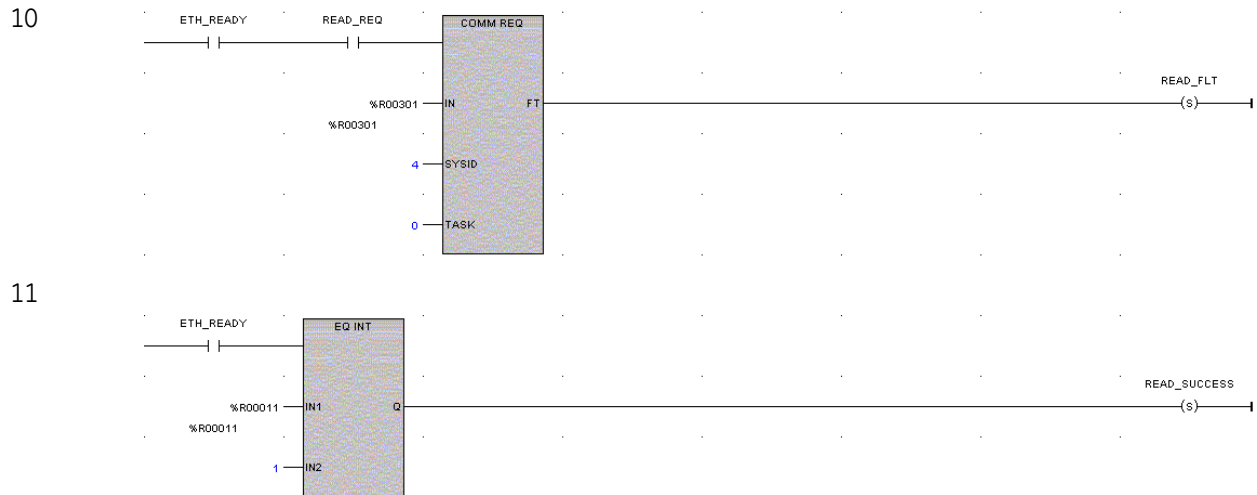 10
ETH_READY READ_REQ COMM REQ
READ_FLT
%R00301 IN FT (S)
%R00301
4 SYSID
0 TASK
11
ETH_READY EQ INT
READ_SUCCESS
%R00011 IN1 Q (S)
%R00011
1 IN2